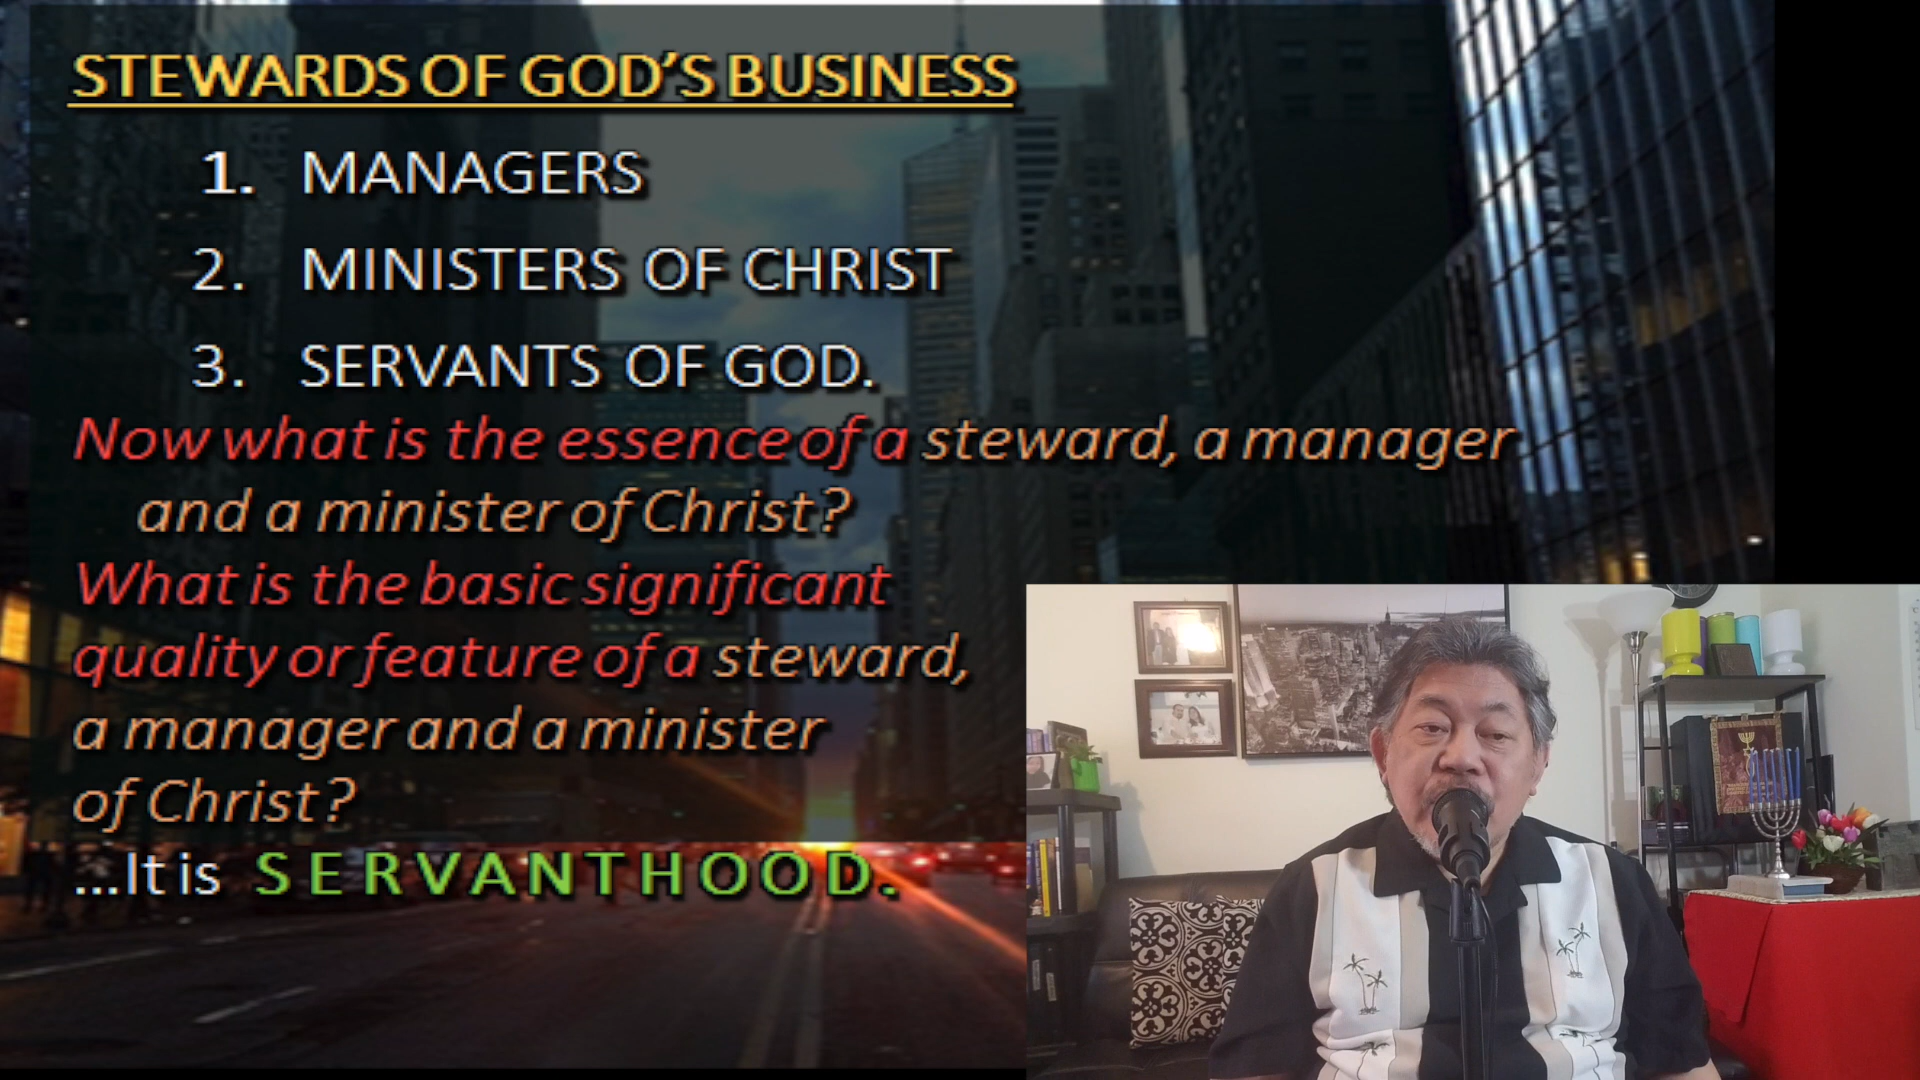 STEWARDS OF GOD'S BUSINESS
1. MANAGERS
2. MINISTERS OF CHRIST
3. SERVANTS OF GOD.
Now what is the essence of a steward, a manager
and a minister of Christ?
What is the basic significant
quality or feature of a steward,
a manager and a minister
of Christ?
...It is SERVANTHOOD.